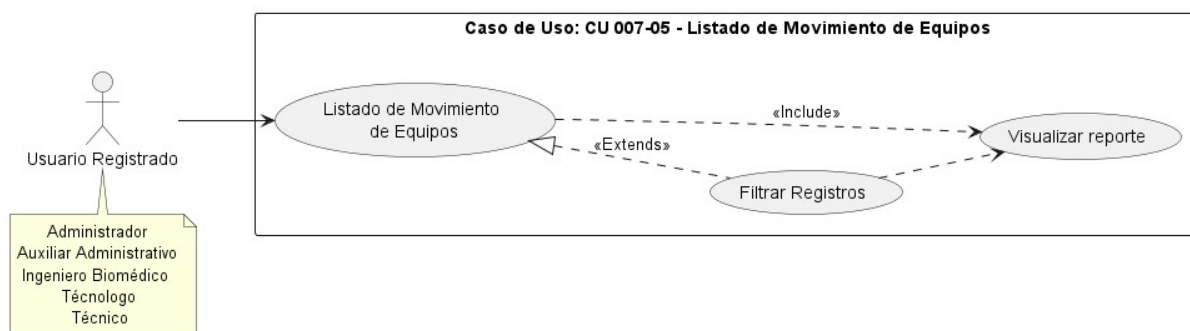 Caso de Uso: CU 007-05 - Listado de Movimiento de Equipos
Listado de Movimiento
de Equipos
«Include»
Visualizar reporte
«Extends»
Filtrar Registros
Usuario Registrado
Administrador
Auxiliar Administrativo
Ingeniero Biomédico
Técnologo
Técnico